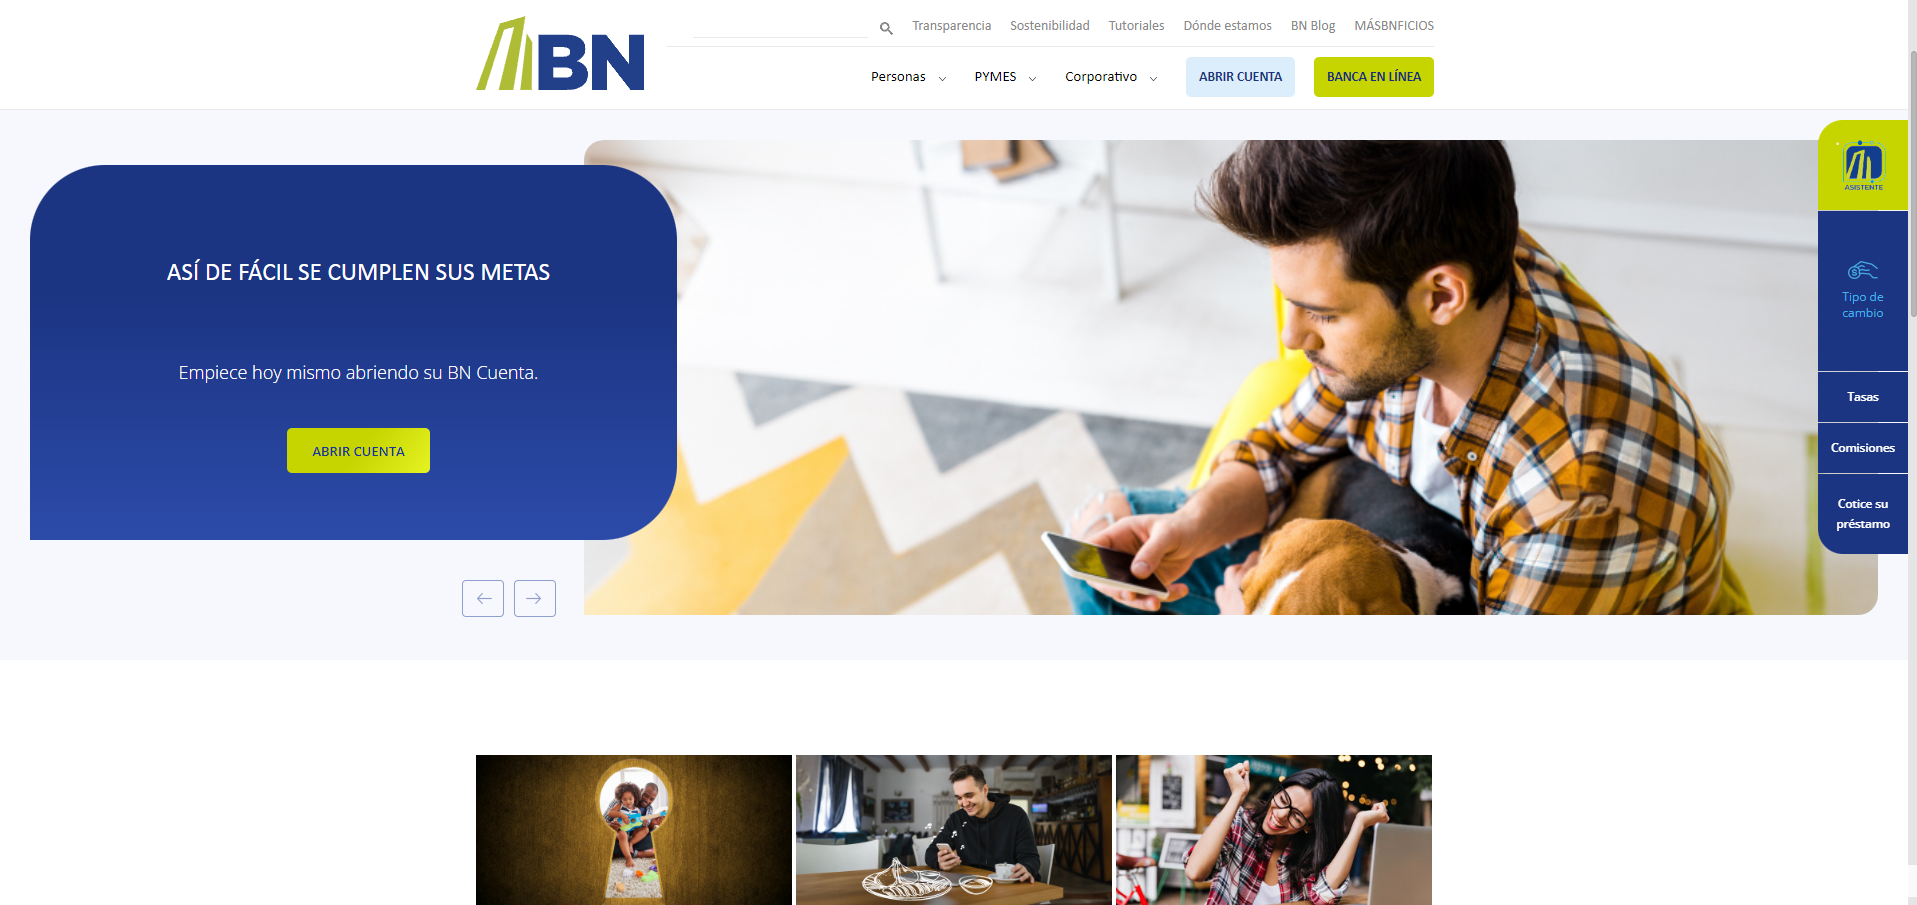 BN
Transparencia Sostenibilidad Tutoriales Dónde estamos BN Blog MÁSBNFICIOS
Personas PYMES Corporativo ABRIR CUENTA BANCA EN LÍNEA
ASÍ DE FÁCIL SE CUMPLEN SUS METAS
Empiece hoy mismo abriendo su BN Cuenta.
ABRIR CUENTA
ASISTENTE
Tipo de
cambio
Tasas
Comisiones
Cotice su
préstamo